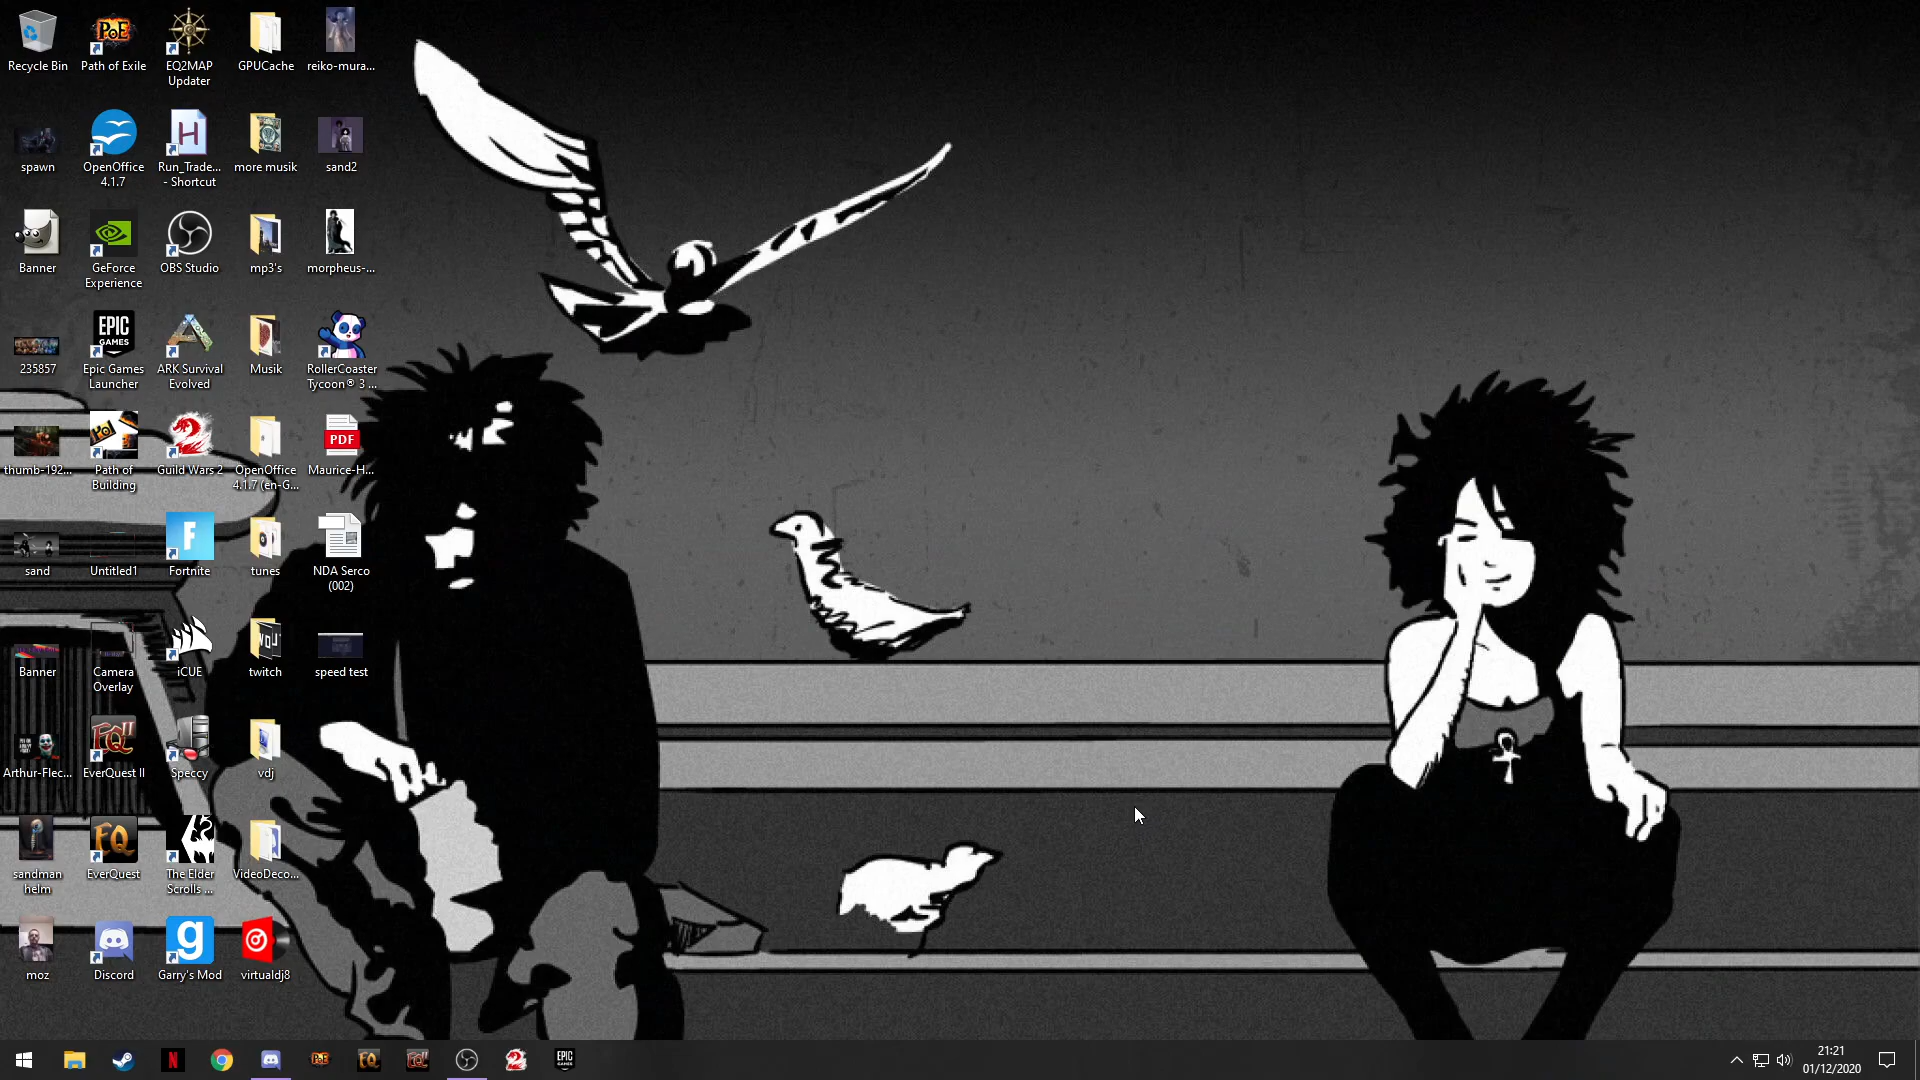 Recycle Bin
Path of Exile
EQ2MAP
Updater
GPUCache
reiko-mura...
spawn
OpenOffice
4.1.7
Run_Trade...
- Shortcut
more musik
sand2
Banner
GeForce
Experience
OBS Studio
mp3's
morpheus-...
EPIC
GAMES
235857
Epic Games
Launcher
ARK Survival
Evolved
Musik
RollerCoaster
Tycoon® 3 ...
PDF
thumb-192...
Path of
Building
Guild Wars 2
OpenOffice
4.1.7 (en-G...
Maurice-H...
sand
Untitled1
Fortnite
tunes
NDA Serco
(002)
Banner
Camera
Overlay
iCUE
twitch
speed test
Arthur-Flec...
EverQuest II
Speccy
vdj
sandman
helm
EverQuest
The Elder
Scrolls ...
VideoDeco...
moz
Discord
Garry's Mod
virtualdj8
21:21
01/12/2020